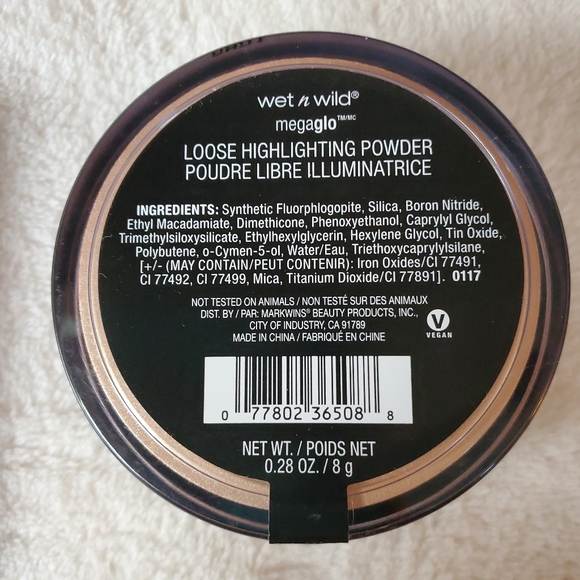 wet n wild®
megaglo™/MC
LOOSE HIGHLIGHTING POWDER
POUDRE LIBRE ILLUMINATRICE
INGREDIENTS: Synthetic Fluorphlogopite, Silica, Boron Nitride,
Ethyl Macadamiate, Dimethicone, Phenoxyethanol, Caprylyl Glycol,
Trimethylsiloxysilicate, Ethylhexylglycerin, Hexylene Glycol, Tin Oxide,
Polybutene, o-Cymen-5-ol, Water/Eau, Triethoxycaprylylsilane,
[+/- (MAY CONTAIN/PEUT CONTENIR): Iron Oxides/CI 77491,
CI 77492, CI 77499, Mica, Titanium Dioxide/CI 77891]. 0117
NOT TESTED ON ANIMALS / NON TESTÉ SUR DES ANIMAUX
DIST. BY / PAR: MARKWINS® BEAUTY PRODUCTS, INC.,
CITY OF INDUSTRY, CA 91789
MADE IN CHINA / FABRIQUÉ EN CHINE
V
VEGAN
0 77802 36508 8
NET WT. / POIDS NET
0.28 OZ. / 8 g